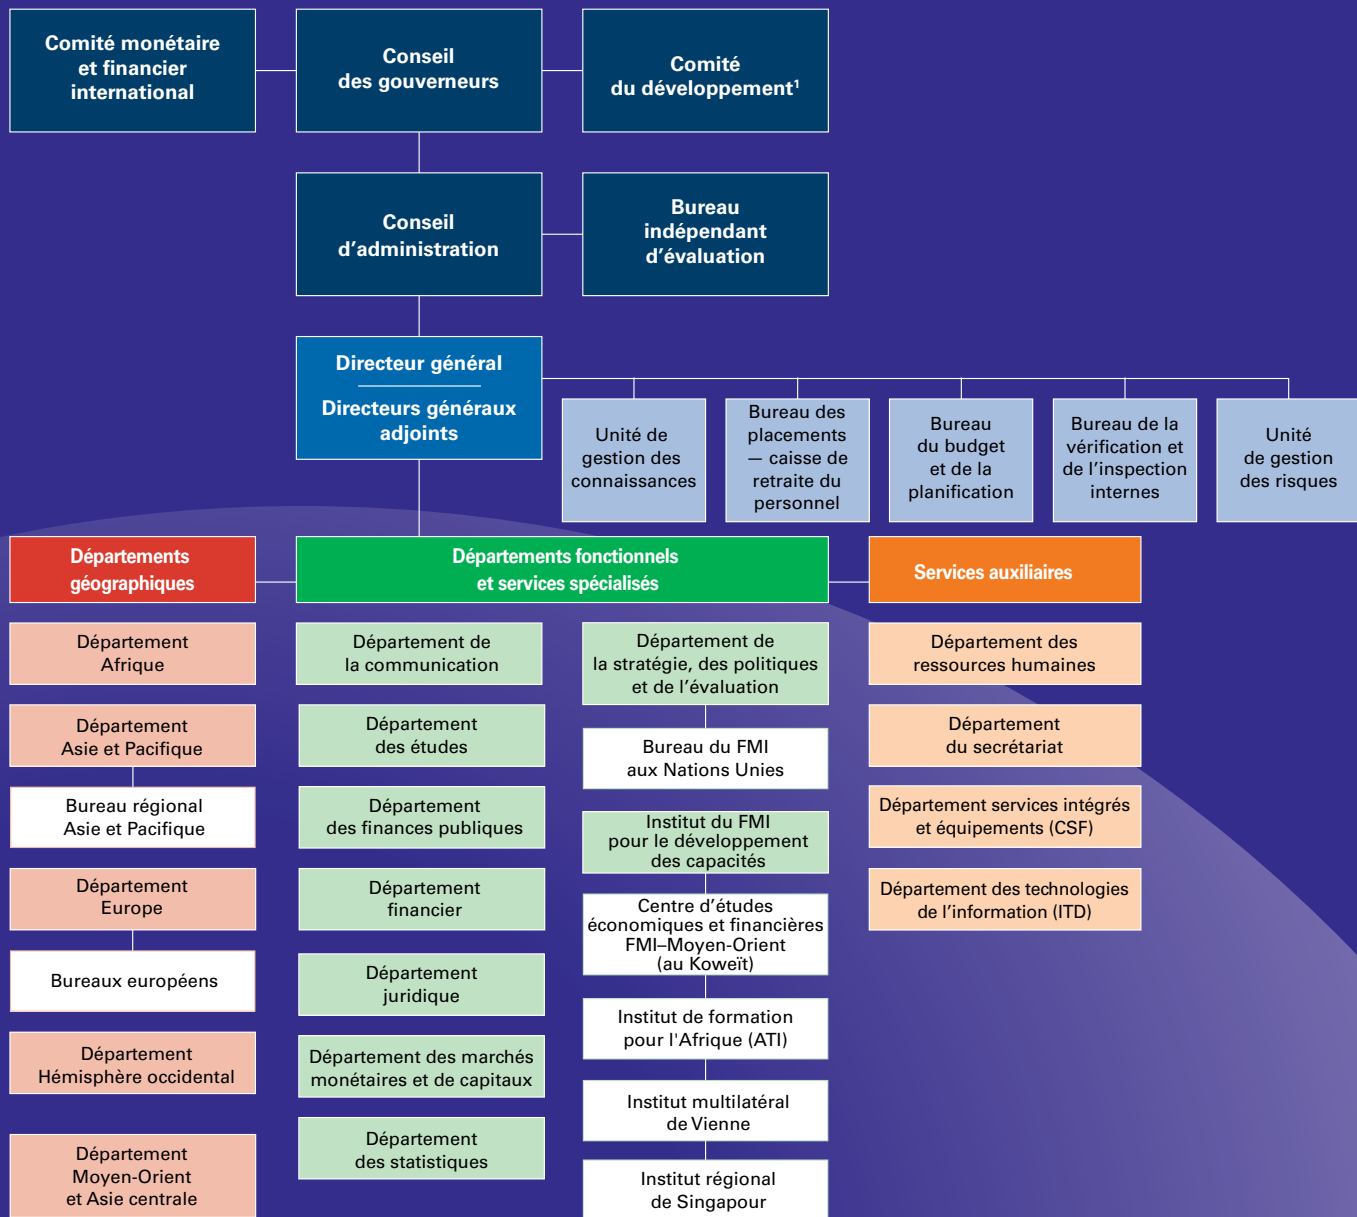 Comité monétaire
et financier
international
Conseil
des gouverneurs
Comité
du développement¹
Conseil
d’administration
Bureau
indépendant
d’évaluation
Directeur général
Directeurs généraux
adjoints
Unité de
gestion des
connaissances
Bureau des
placements
— caisse de
retraite du
personnel
Bureau
du budget
et de la
planification
Bureau de la
vérification et
de l’inspection
internes
Unité
de gestion
des risques
Départements
géographiques
Départements fonctionnels
et services spécialisés
Services auxiliaires
Département
Afrique
Département
Asie et Pacifique
Bureau régional
Asie et Pacifique
Département
Europe
Bureaux européens
Département
Hémisphère occidental
Département
Moyen-Orient
et Asie centrale
Département de
la communication
Département
des études
Département
des finances publiques
Département
financier
Département
juridique
Département des marchés
monétaires et de capitaux
Département
des statistiques
Département de
la stratégie, des politiques
et de l’évaluation
Bureau du FMI
aux Nations Unies
Institut du FMI
pour le développement
des capacités
Centre d’études
économiques et financières
FMI–Moyen-Orient
(au Koweït)
Institut de formation
pour l'Afrique (ATI)
Institut multilatéral
de Vienne
Institut régional
de Singapour
Département des
ressources humaines
Département
du secrétariat
Département services intégrés
et équipements (CSF)
Département des technologies
de l’information (ITD)